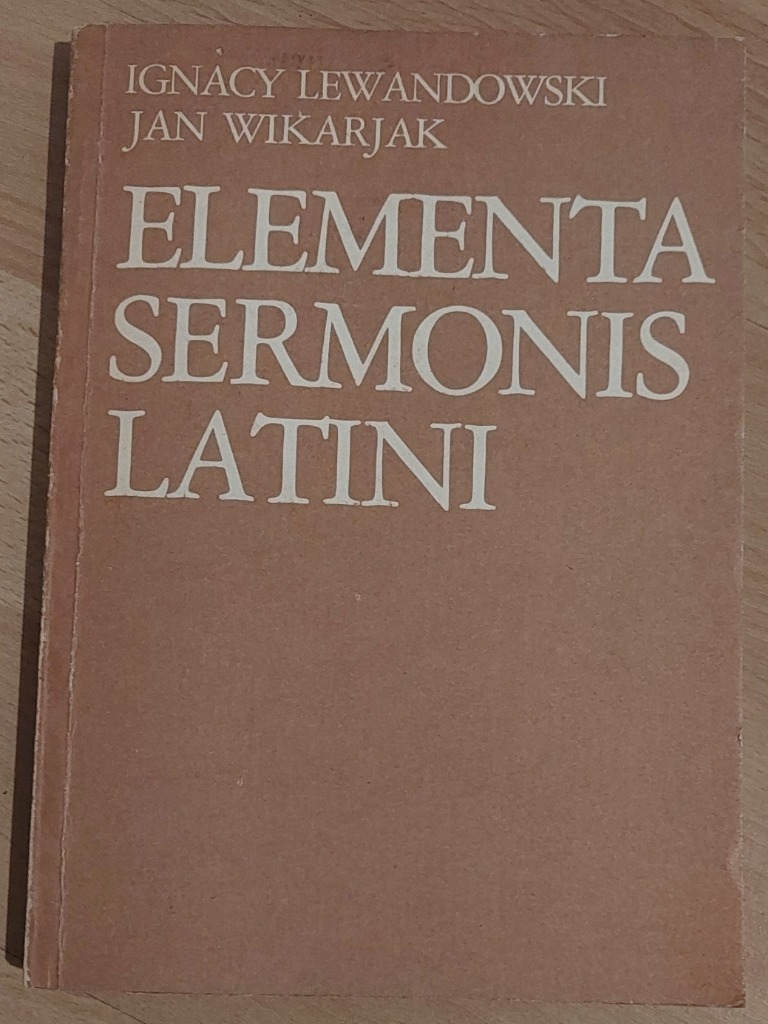 IGNACY LEWANDOWSKI
JAN WIKARJAK
ELEMENTA
SERMONIS
LATINI